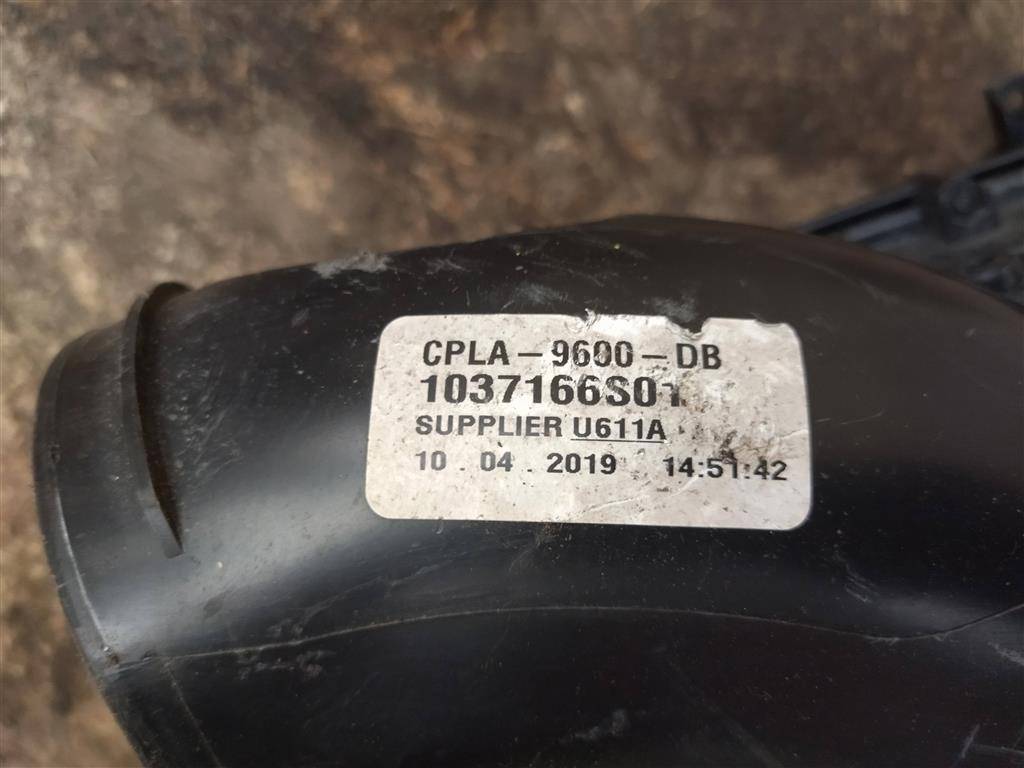 CPLA-9600-DB
1037166S01
SUPPLIER U611A
10.04.2019 14:51:42